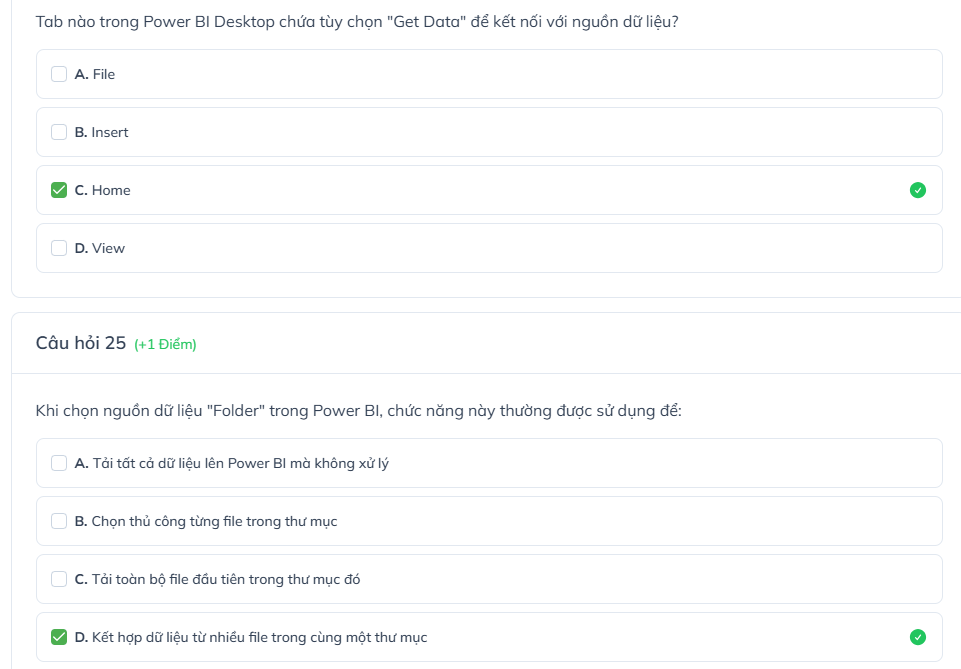 Tab nào trong Power BI Desktop chứa tùy chọn "Get Data" để kết nối với nguồn dữ liệu?
A. File
B. Insert
C. Home
D. View
Câu hỏi 25 (+1 Điểm)
Khi chọn nguồn dữ liệu "Folder" trong Power BI, chức năng này thường được sử dụng để:
A. Tải tất cả dữ liệu lên Power BI mà không xử lý
B. Chọn thủ công từng file trong thư mục
C. Tải toàn bộ file đầu tiên trong thư mục đó
D. Kết hợp dữ liệu từ nhiều file trong cùng một thư mục